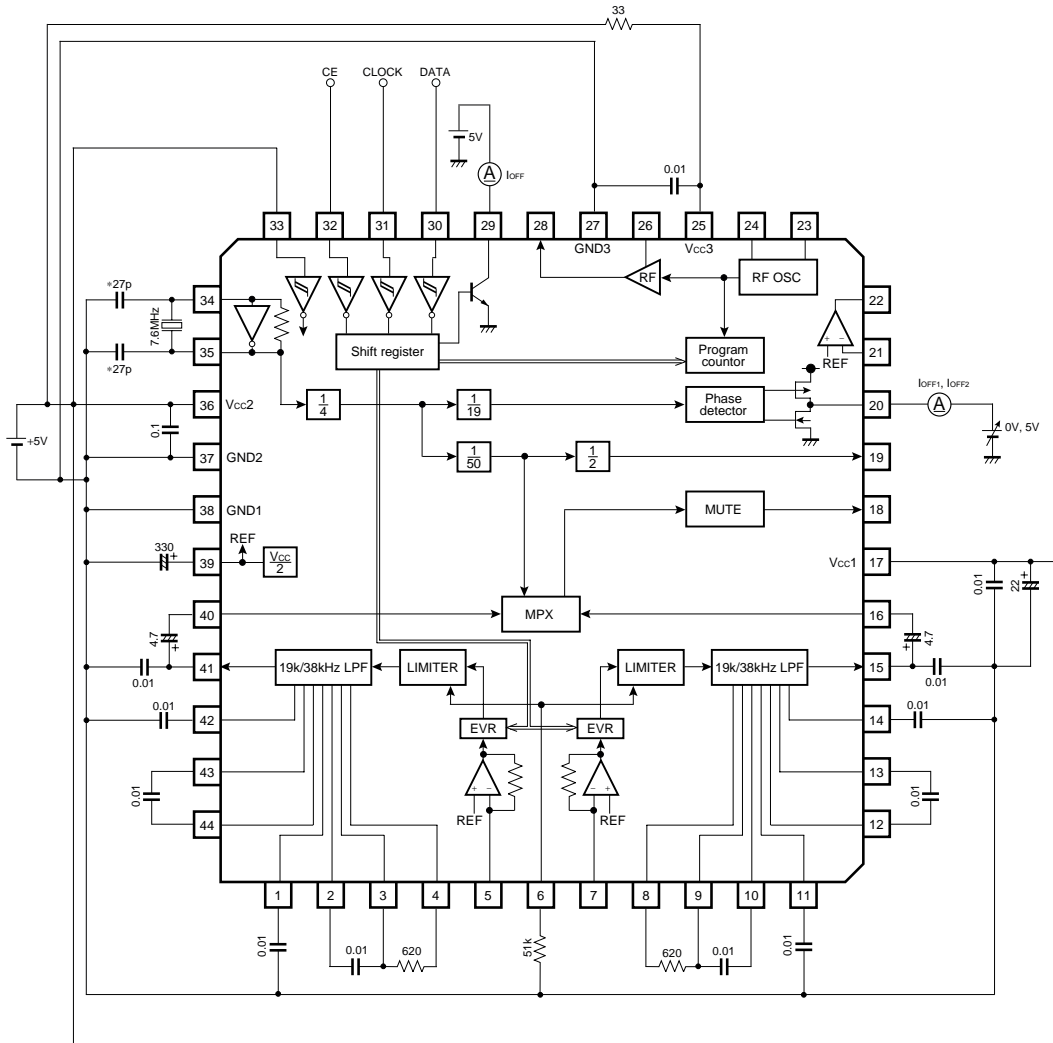 33
CE CLOCK DATA
5V
A IOFF
0.01
33 32 31 30 29 28 27 26 25 24 23
GND3 Vcc3
*27p
34
7.6MHz
35
*27p
RF
RF OSC
22
+ −
REF
21
Shift register
Program
countor
Phase
detector
IOFF1, IOFF2
20 A
0V, 5V
36 Vcc2
1
4
1
19
+5V
0.1
37 GND2
1
50
1
2
19
38 GND1
MUTE
18
330
+
39
REF
Vcc
2
Vcc1 17
0.01
22
+
40
MPX
16
4.7
+
4.7
+
41
0.01
19k/38kHz LPF
LIMITER
LIMITER
19k/38kHz LPF
15
0.01
0.01
42
EVR
EVR
14
0.01
43
0.01
44
+ −
REF
− +
REF
13
0.01
12
1 2 3 4 5 6 7 8 9 10 11
0.01
0.01
620
51k
620
0.01
0.01